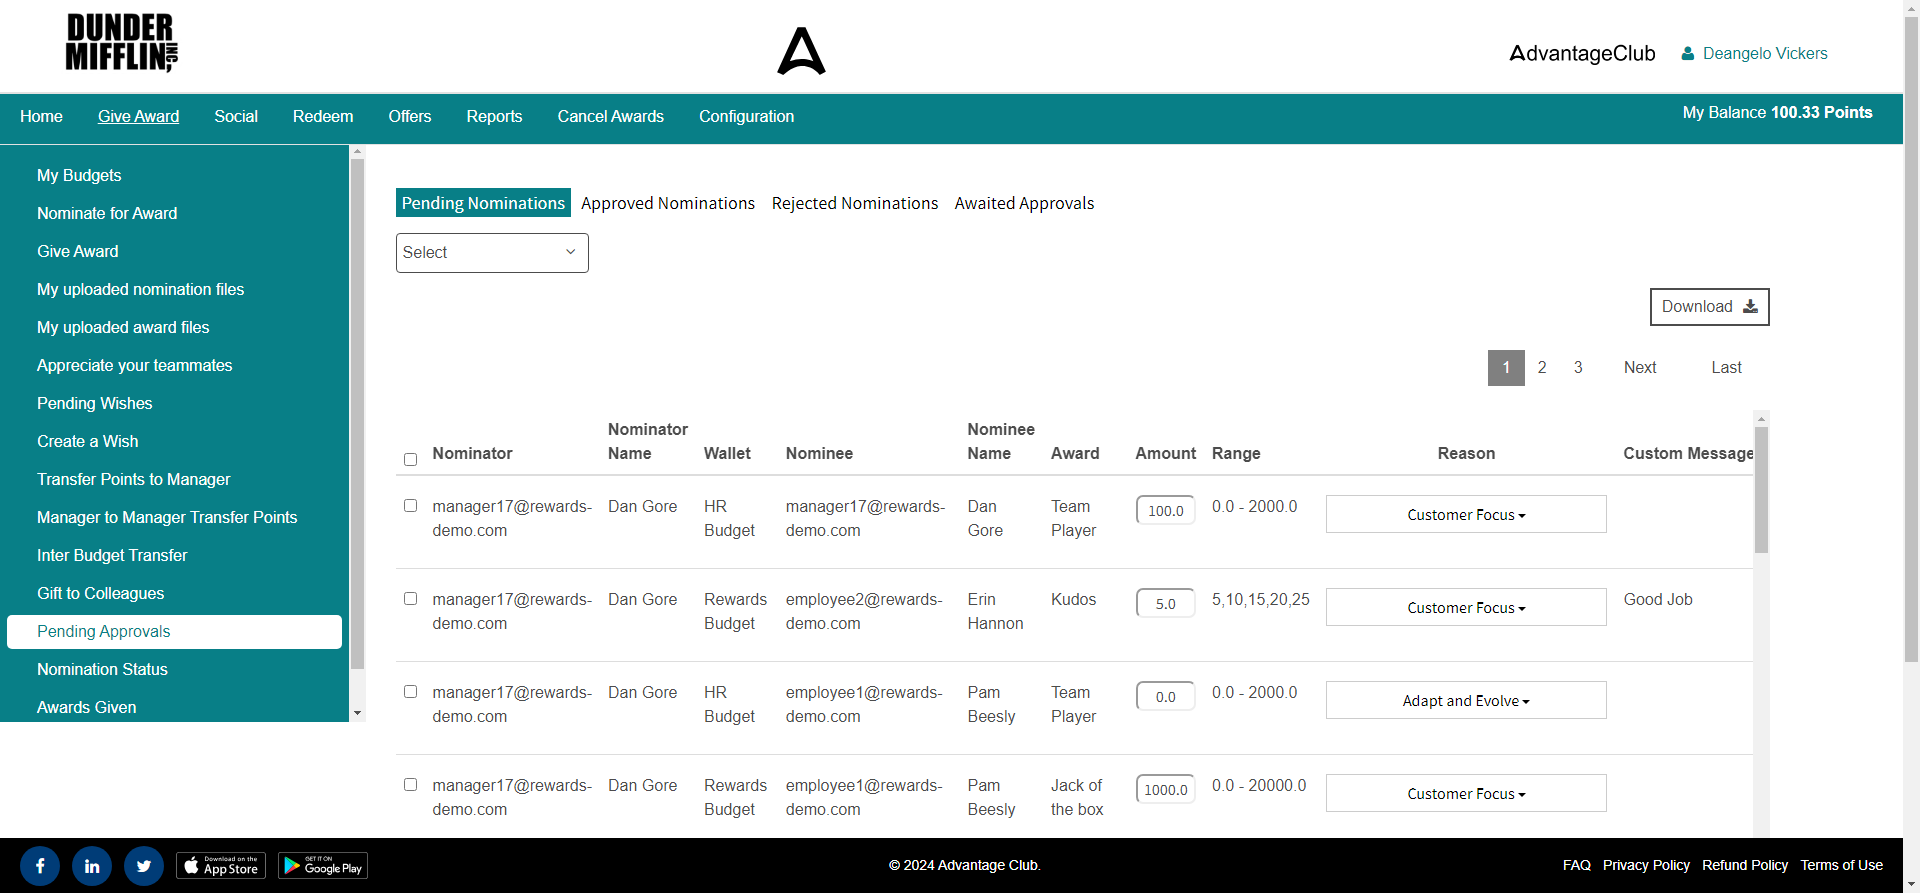 DUNDER
MIFFLIN, INC.
AdvantageClub
Deangelo Vickers
Home Give Award Social Redeem Offers Reports Cancel Awards Configuration
My Balance 100.33 Points
My Budgets
Nominate for Award
Give Award
My uploaded nomination files
My uploaded award files
Appreciate your teammates
Pending Wishes
Create a Wish
Transfer Points to Manager
Manager to Manager Transfer Points
Inter Budget Transfer
Gift to Colleagues
Pending Approvals
Nomination Status
Awards Given
Pending Nominations Approved Nominations Rejected Nominations Awaited Approvals
Select
Download
1 2 3 Next Last
Nominator Nominee
Nominator Name Wallet Nominee Name Award Amount Range Reason Custom Message
manager17@rewards- Dan Gore HR manager17@rewards- Dan Team 100.0 0.0 - 2000.0 Customer Focus
demo.com Budget demo.com Gore Player
manager17@rewards- Dan Gore Rewards employee2@rewards- Erin Kudos 5.0 5,10,15,20,25 Customer Focus Good Job
demo.com Budget demo.com Hannon
manager17@rewards- Dan Gore HR employee1@rewards- Pam Team 0.0 0.0 - 2000.0 Adapt and Evolve
demo.com Budget demo.com Beesly Player
manager17@rewards- Dan Gore Rewards employee1@rewards- Pam Jack of 1000.0 0.0 - 20000.0 Customer Focus
demo.com Budget demo.com Beesly the box
Download on the
App Store
GET IT ON
Google Play
© 2024 Advantage Club.
FAQ Privacy Policy Refund Policy Terms of Use